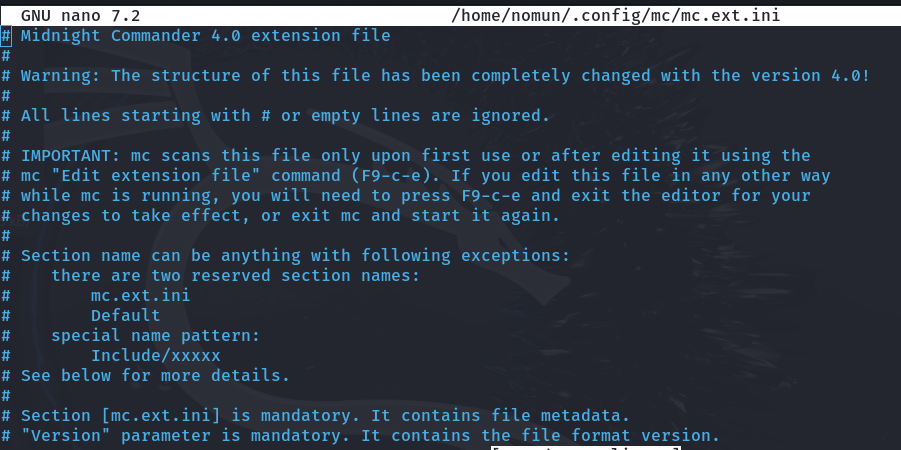 GNU nano 7.2 /home/nomun/.config/mc/mc.ext.ini
# Midnight Commander 4.0 extension file
#
# Warning: The structure of this file has been completely changed with the version 4.0!
#
# All lines starting with # or empty lines are ignored.
#
# IMPORTANT: mc scans this file only upon first use or after editing it using the
# mc "Edit extension file" command (F9-c-e). If you edit this file in any other way
# while mc is running, you will need to press F9-c-e and exit the editor for your
# changes to take effect, or exit mc and start it again.
#
# Section name can be anything with following exceptions:
#    there are two reserved section names:
#        mc.ext.ini
#        Default
#    special name pattern:
#        Include/xxxxx
# See below for more details.
#
# Section [mc.ext.ini] is mandatory. It contains file metadata.
# "Version" parameter is mandatory. It contains the file format version.